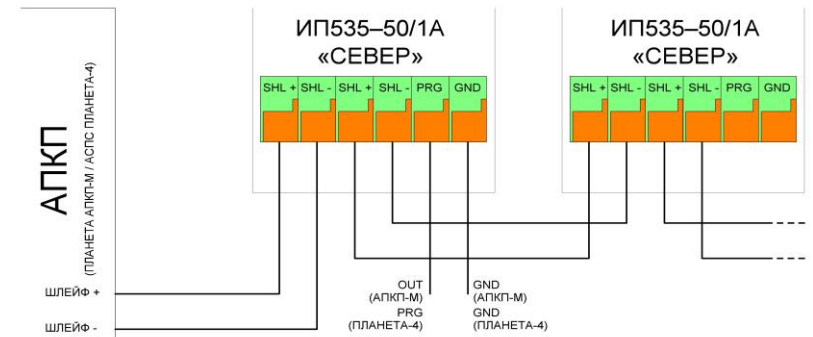 ИП535–50/1А
«СЕВЕР»
SHL + SHL - SHL + SHL - PRG GND
ИП535–50/1А
«СЕВЕР»
SHL + SHL - SHL + SHL - PRG GND
АПКП
(ПЛАНЕТА АПКП-М / АСПС ПЛАНЕТА-4)
ШЛЕЙФ +
ШЛЕЙФ -
OUT
(АПКП-М)
PRG
(ПЛАНЕТА-4)
GND
(АПКП-М)
GND
(ПЛАНЕТА-4)